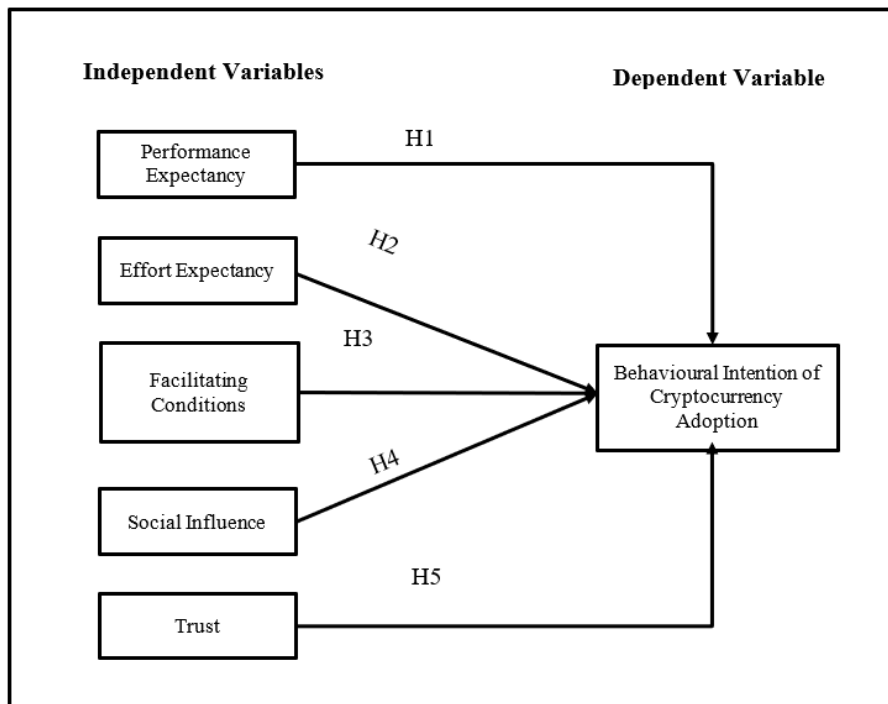 Independent Variables
Dependent Variable
H1
Performance
Expectancy
H2
Effort Expectancy
H3
Behavioural Intention of
Cryptocurrency
Adoption
Facilitating
Conditions
H4
Social Influence
H5
Trust